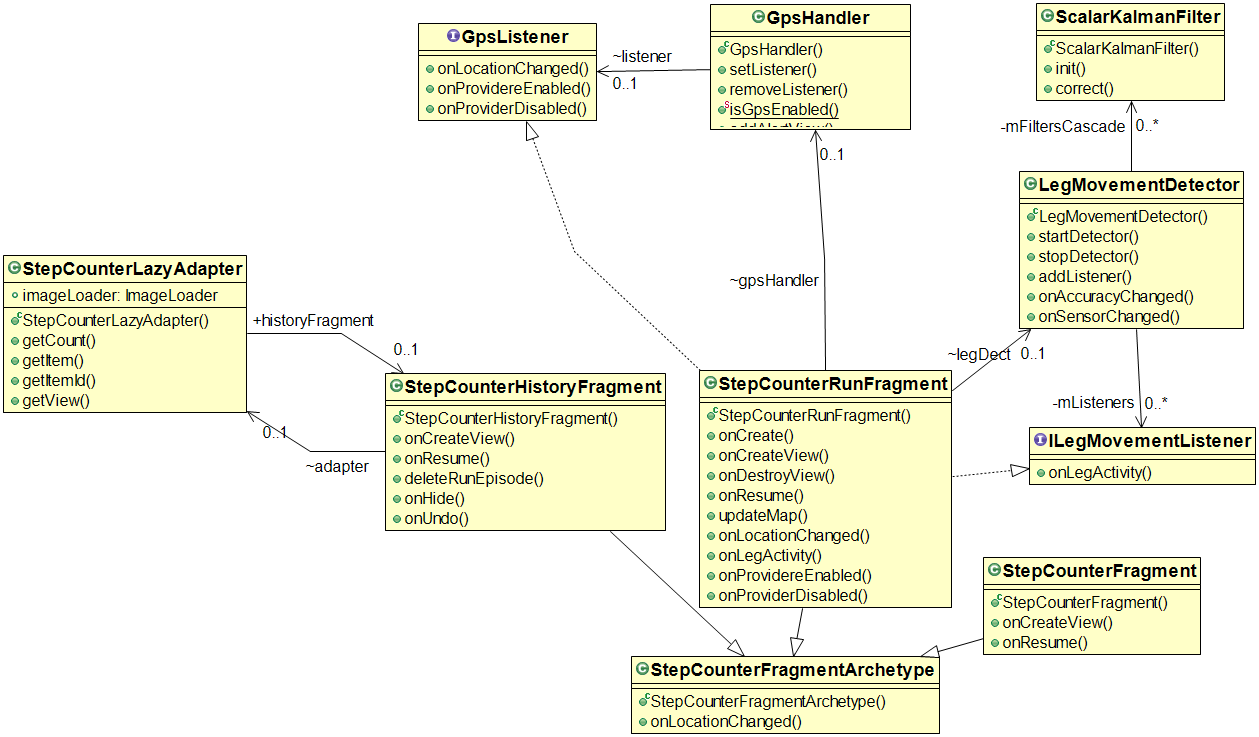 GpsListener
onLocationChanged()
onProvidereEnabled()
onProviderDisabled()
~listener
0..1
GpsHandler
GpsHandler()
setListener()
removeListener()
isGpsEnabled()
addAlertView()
ScalarKalmanFilter
ScalarKalmanFilter()
init()
correct()
-mFiltersCascade
0..*
0..1
~gpsHandler
LegMovementDetector
LegMovementDetector()
startDetector()
stopDetector()
addListener()
onAccuracyChanged()
onSensorChanged()
StepCounterLazyAdapter
imageLoader: ImageLoader
StepCounterLazyAdapter()
getCount()
getItem()
getItemId()
getView()
+historyFragment
0..1
0..1
~adapter
StepCounterHistoryFragment
StepCounterHistoryFragment()
onCreateView()
onResume()
deleteRunEpisode()
onHide()
onUndo()
StepCounterRunFragment
StepCounterRunFragment()
onCreate()
onCreateView()
onDestroyView()
onResume()
updateMap()
onLocationChanged()
onLegActivity()
onProvidereEnabled()
onProviderDisabled()
~legDect
0..1
-mListeners
0..*
ILegMovementListener
onLegActivity()
StepCounterFragment
StepCounterFragment()
onCreateView()
onResume()
StepCounterFragmentArchetype
StepCounterFragmentArchetype()
onLocationChanged()